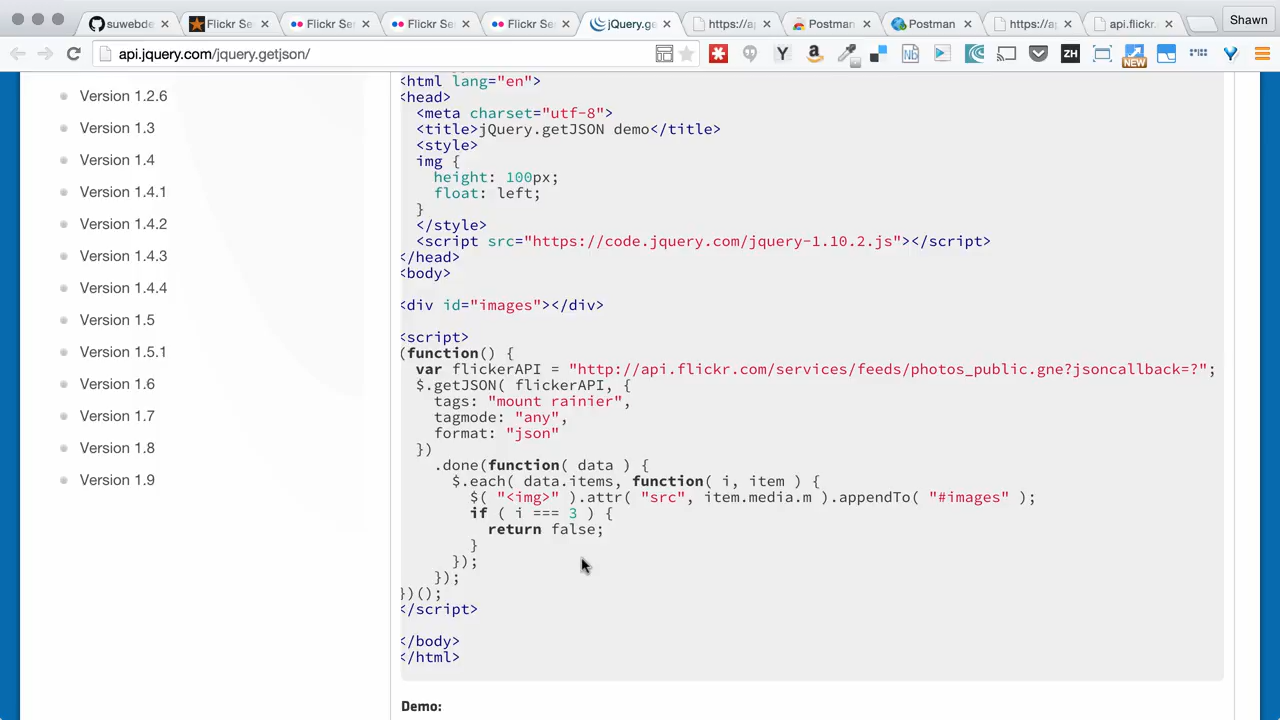 suwebde
Flickr Se
Flickr Se
Flickr Se
Flickr Se
jQuery.ge
https://ap
Postman
Postman
https://ap
api.flickr.
Shawn
api.jquery.com/jquery.getjson/
Y
a
Nb
ZH
NEW
Version 1.2.6
Version 1.3
Version 1.4
Version 1.4.1
Version 1.4.2
Version 1.4.3
Version 1.4.4
Version 1.5
Version 1.5.1
Version 1.6
Version 1.7
Version 1.8
Version 1.9
<html lang="en">
<head>
<meta charset="utf-8">
<title>jQuery.getJSON demo</title>
<style>
img {
height: 100px;
float: left;
}
</style>
<script src="https://code.jquery.com/jquery-1.10.2.js"></script>
</head>
<body>
<div id="images"></div>
<script>
(function() {
var flickerAPI = "http://api.flickr.com/services/feeds/photos_public.gne?jsoncallback=?";
$.getJSON( flickerAPI, {
tags: "mount rainier",
tagmode: "any",
format: "json"
})
.done(function( data ) {
$.each( data.items, function( i, item ) {
$( "<img>" ).attr( "src", item.media.m ).appendTo( "#images" );
if ( i === 3 ) {
return false;
}
});
});
})();
</script>
</body>
</html>
Demo: